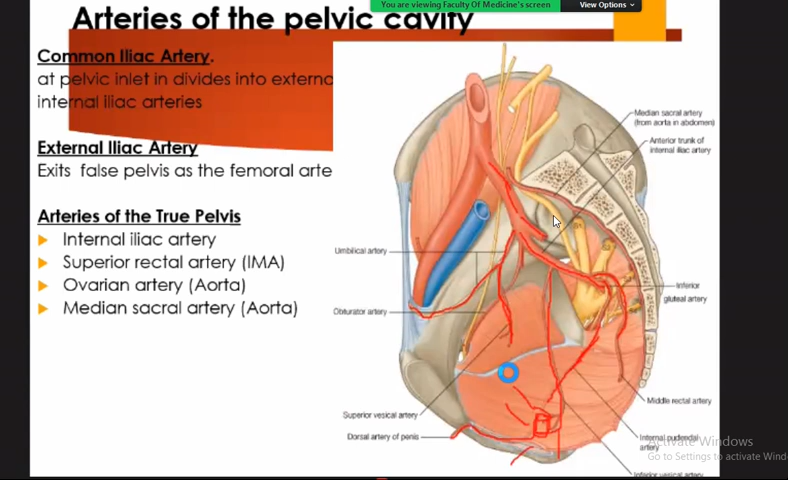 You are viewing Faculty Of Medicine's screen
View Options
Arteries of the pelvic cavity
Common Iliac Artery.
at pelvic inlet in divides into externa
internal iliac arteries
External Iliac Artery
Exits false pelvis as the femoral arte
Arteries of the True Pelvis
Internal iliac artery
Superior rectal artery (IMA)
Ovarian artery (Aorta)
Median sacral artery (Aorta)
Median sacral artery
(from aorta in abdomen)
Anterior trunk of
internal iliac artery
Umbilical artery
Inferior
gluteal artery
Obturator artery
Middle rectal artery
Superior vesical artery
Dorsal artery of penis
Internal pudendal
artery
Inferior vesical artery
Activate Windows
Go to Settings to activate Wind